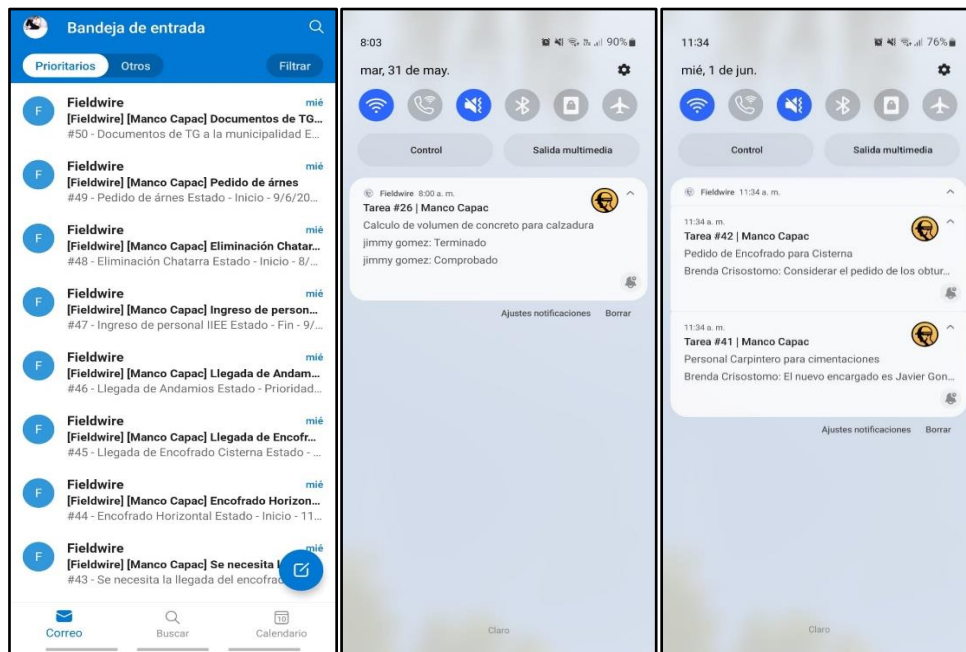 Bandeja de entrada
Prioritarios Otros Filtrar
F Fieldwire mié
[Fieldwire] [Manco Capac] Documentos de TG...
#50 - Documentos de TG a la municipalidad E...
F Fieldwire mié
[Fieldwire] [Manco Capac] Pedido de árnes
#49 - Pedido de árnes Estado - Inicio - 9/6/20...
F Fieldwire mié
[Fieldwire] [Manco Capac] Eliminación Chatar...
#48 - Eliminación Chatarra Estado - Inicio - 8/...
F Fieldwire mié
[Fieldwire] [Manco Capac] Ingreso de person...
#47 - Ingreso de personal IIEE Estado - Fin - 9/...
F Fieldwire mié
[Fieldwire] [Manco Capac] Llegada de Andam...
#46 - Llegada de Andamios Estado - Prioridad...
F Fieldwire mié
[Fieldwire] [Manco Capac] Llegada de Encofr...
#45 - Llegada de Encofrado Cisterna Estado - ...
F Fieldwire mié
[Fieldwire] [Manco Capac] Encofrado Horizon...
#44 - Encofrado Horizontal Estado - Inicio - 11...
F Fieldwire mié
[Fieldwire] [Manco Capac] Se necesita
#43 - Se necesita la llegada del encofrad
10
Correo Buscar Calendario
8:03 90%
mar, 31 de may.
Control Salida multimedia
Fieldwire 8:00 a. m.
Tarea #26 | Manco Capac
Calculo de volumen de concreto para calzadura
jimmy gomez: Terminado
jimmy gomez: Comprobado
Ajustes notificaciones Borrar
Claro
11:34 76%
mié, 1 de jun.
Control Salida multimedia
Fieldwire 11:34 a. m.
11:34 a. m.
Tarea #42 | Manco Capac
Pedido de Encofrado para Cisterna
Brenda Crisostomo: Considerar el pedido de los obtur...
11:34 a. m.
Tarea #41 | Manco Capac
Personal Carpintero para cimentaciones
Brenda Crisostomo: El nuevo encargado es Javier Gon...
Ajustes notificaciones Borrar
Claro